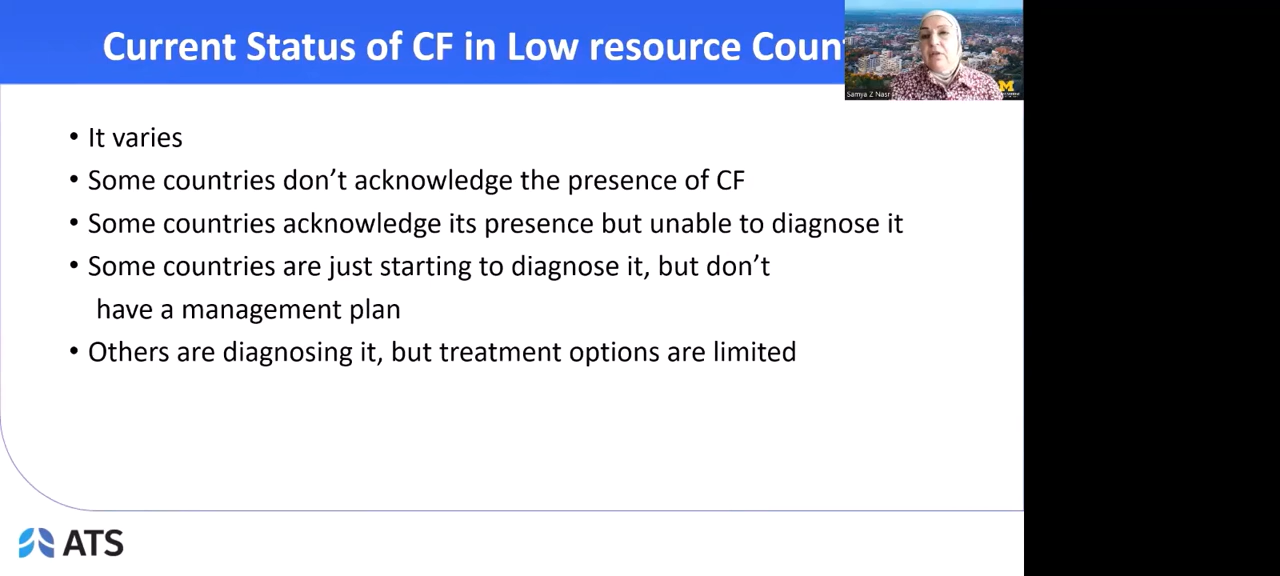 Current Status of CF in Low resource Coun
Samya Z Nasr
M
• It varies
• Some countries don’t acknowledge the presence of CF
• Some countries acknowledge its presence but unable to diagnose it
• Some countries are just starting to diagnose it, but don’t
have a management plan
• Others are diagnosing it, but treatment options are limited
ATS